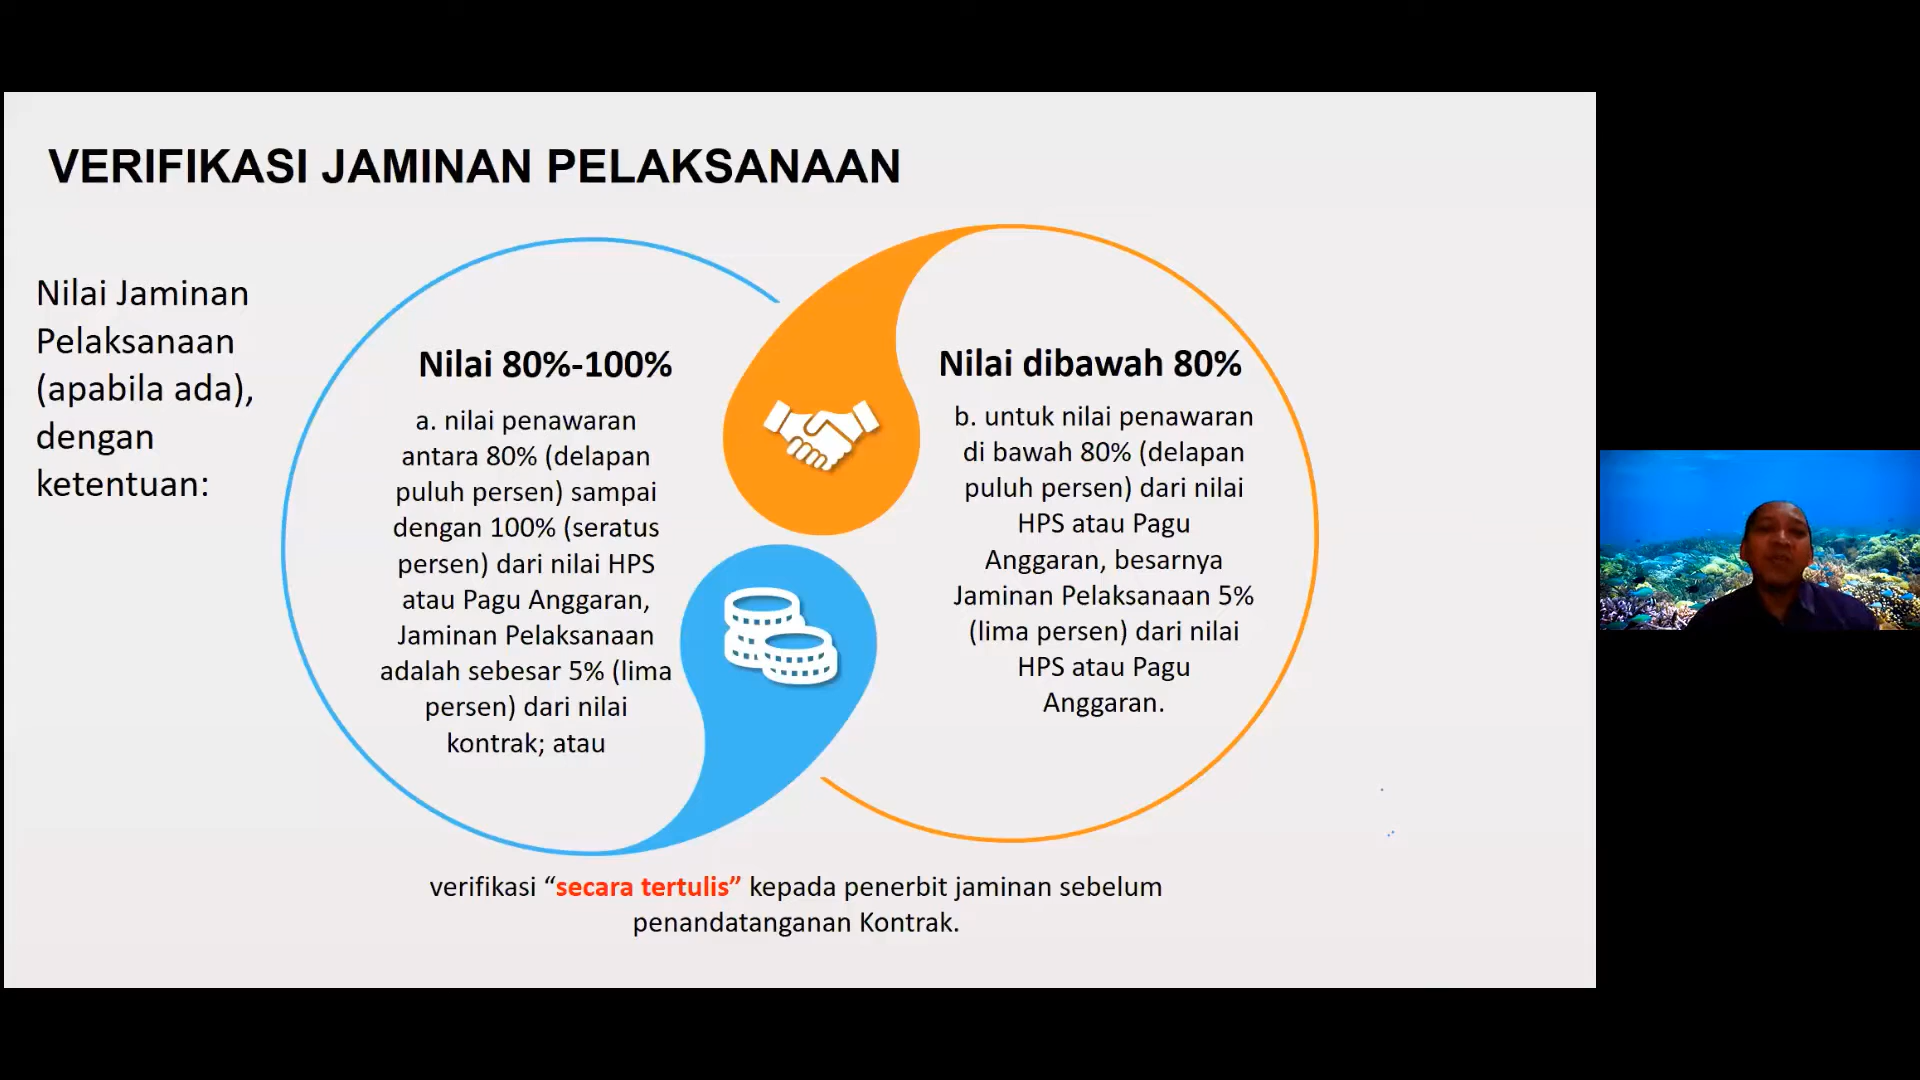 VERIFIKASI JAMINAN PELAKSANAAN
Nilai Jaminan
Pelaksanaan
(apabila ada),
dengan
ketentuan:
Nilai 80%-100%
a. nilai penawaran
antara 80% (delapan
puluh persen) sampai
dengan 100% (seratus
persen) dari nilai HPS
atau Pagu Anggaran,
Jaminan Pelaksanaan
adalah sebesar 5% (lima
persen) dari nilai
kontrak; atau
Nilai dibawah 80%
b. untuk nilai penawaran
di bawah 80% (delapan
puluh persen) dari nilai
HPS atau Pagu
Anggaran, besarnya
Jaminan Pelaksanaan 5%
(lima persen) dari nilai
HPS atau Pagu
Anggaran.
verifikasi “secara tertulis” kepada penerbit jaminan sebelum
penandatanganan Kontrak.